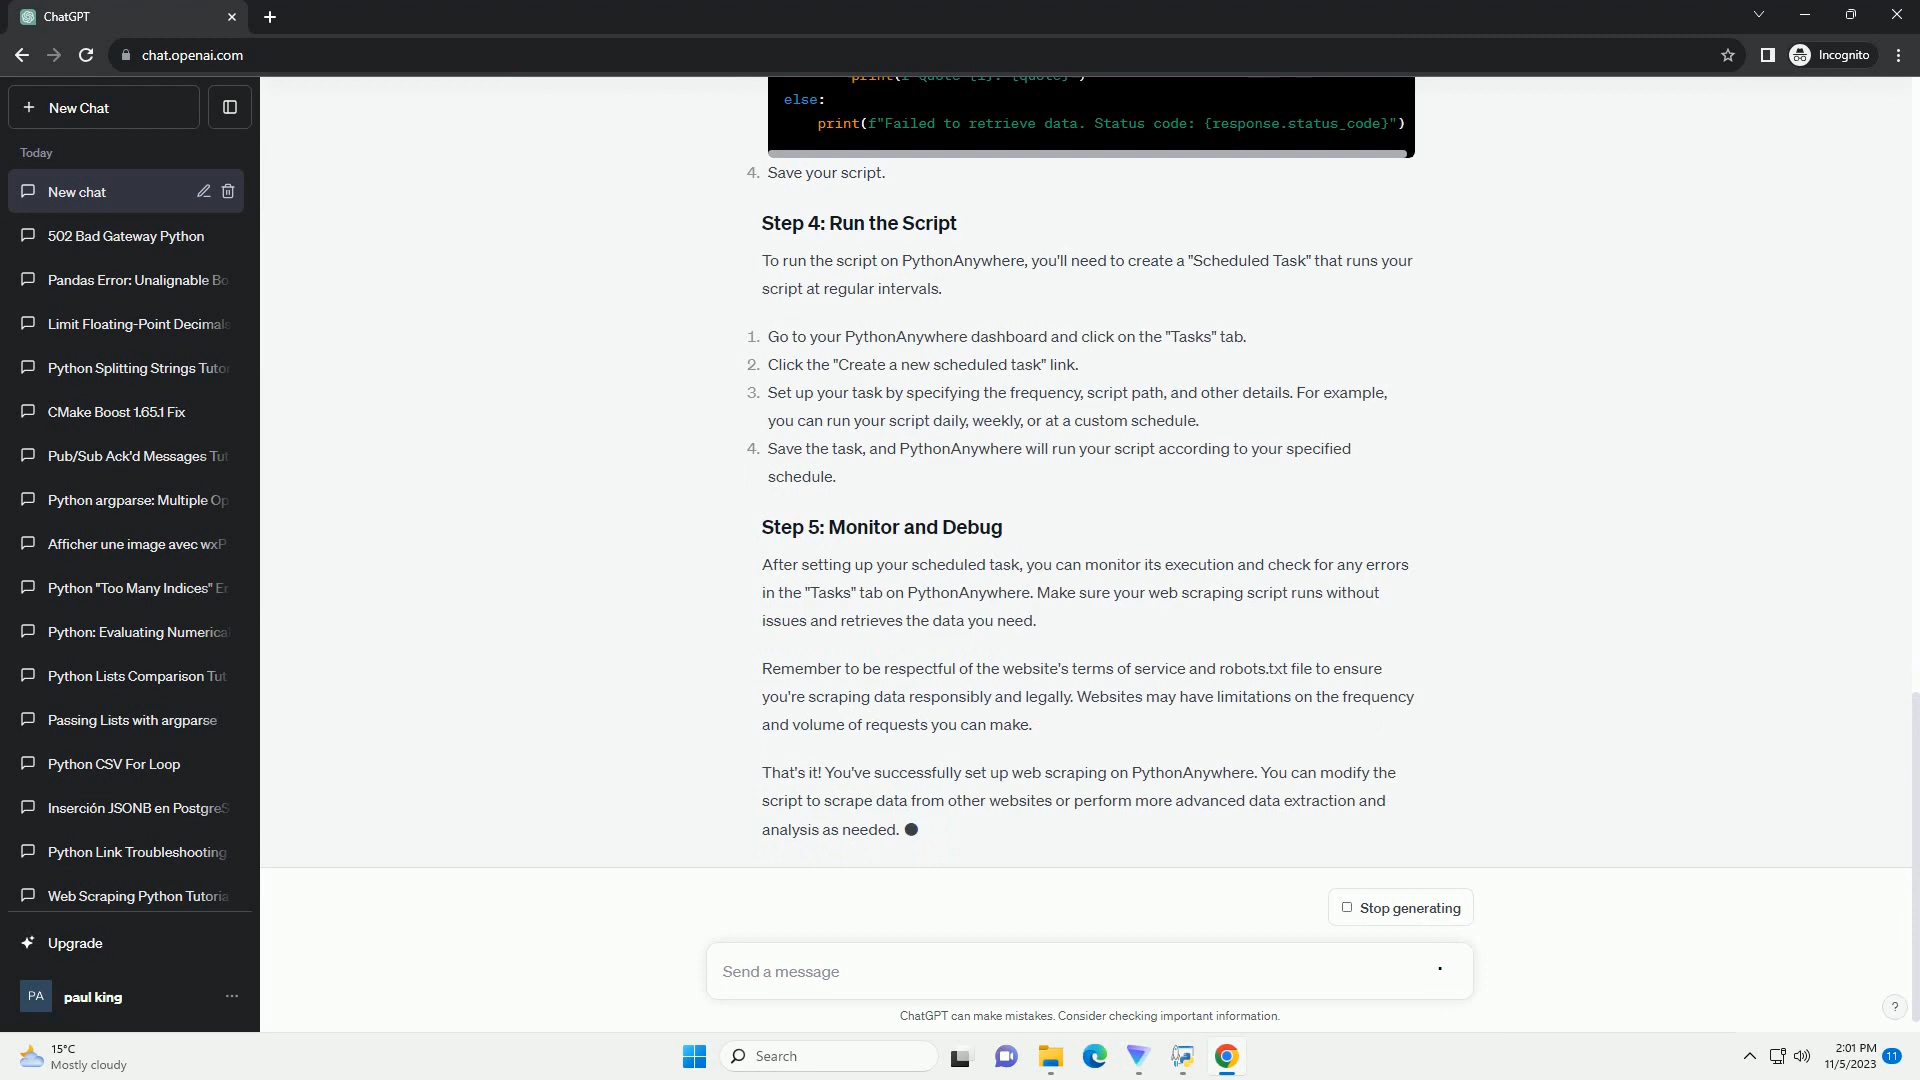 ChatGPT
chat.openai.com
Incognito
New Chat
Today
New chat
502 Bad Gateway Python
Pandas Error: Unalignable Bo
Limit Floating-Point Decimals
Python Splitting Strings Tutor
CMake Boost 1.65.1 Fix
Pub/Sub Ack'd Messages Tut
Python argparse: Multiple Op
Afficher une image avec wxP
Python "Too Many Indices" Er
Python: Evaluating Numerical
Python Lists Comparison Tut
Passing Lists with argparse
Python CSV For Loop
Inserción JSONB en PostgreS
Python Link Troubleshooting
Web Scraping Python Tutoria
Upgrade
PA
paul king
print(f"Quote {i}: {quote}")
else:
print(f"Failed to retrieve data. Status code: {response.status_code}")
4. Save your script.
Step 4: Run the Script
To run the script on PythonAnywhere, you'll need to create a "Scheduled Task" that runs your
script at regular intervals.
1. Go to your PythonAnywhere dashboard and click on the "Tasks" tab.
2. Click the "Create a new scheduled task" link.
3. Set up your task by specifying the frequency, script path, and other details. For example,
you can run your script daily, weekly, or at a custom schedule.
4. Save the task, and PythonAnywhere will run your script according to your specified
schedule.
Step 5: Monitor and Debug
After setting up your scheduled task, you can monitor its execution and check for any errors
in the "Tasks" tab on PythonAnywhere. Make sure your web scraping script runs without
issues and retrieves the data you need.
Remember to be respectful of the website's terms of service and robots.txt file to ensure
you're scraping data responsibly and legally. Websites may have limitations on the frequency
and volume of requests you can make.
That's it! You've successfully set up web scraping on PythonAnywhere. You can modify the
script to scrape data from other websites or perform more advanced data extraction and
analysis as needed.
Stop generating
Send a message
ChatGPT can make mistakes. Consider checking important information.
?
15°C
Mostly cloudy
Search
2:01 PM
11/5/2023
11